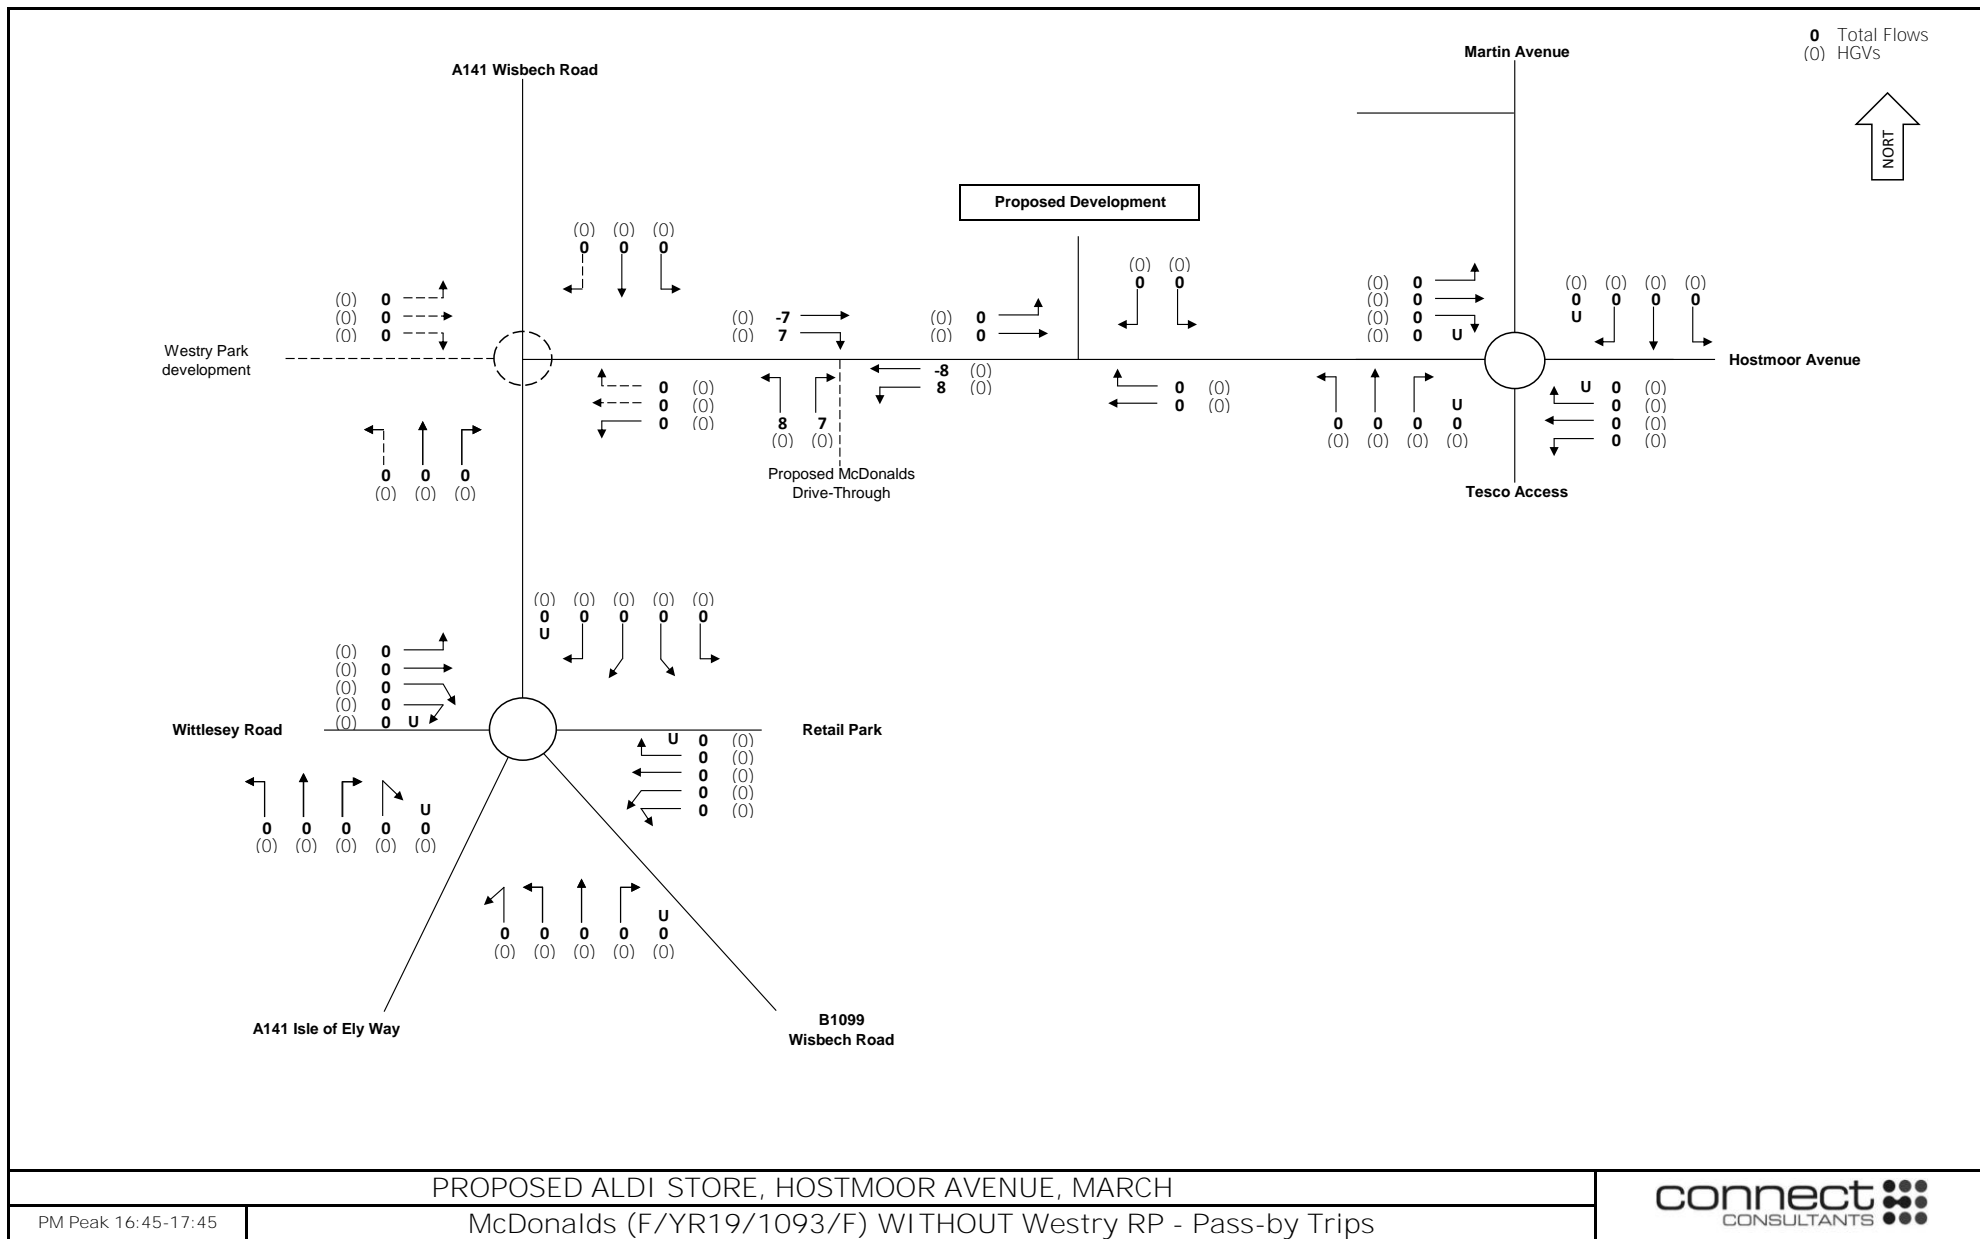 0 Total Flows
(0) HGVs
NORT
Martin Avenue
A141 Wisbech Road
Proposed Development
(0) (0) (0)
0 0 0
(0) 0
(0) 0
(0) 0
Westry Park
development
(0) -7
(0) 7
(0) 0
(0) 0
(0) (0)
0 0
(0) 0
(0) 0
(0) 0
(0) 0 U
(0) (0) (0) (0)
0 0 0 0
U
Hostmoor Avenue
0 (0)
0 (0)
0 (0)
8 7
(0) (0)
-8 (0)
8 (0)
0 (0)
0 (0)
U
0 0 0 0
(0) (0) (0) (0)
U 0 (0)
0 (0)
0 (0)
0 (0)
0 0 0
(0) (0) (0)
Proposed McDonalds
Drive-Through
Tesco Access
(0) (0) (0) (0) (0)
0 0 0 0 0
U
(0) 0
(0) 0
(0) 0
(0) 0
(0) 0 U
Wittlesey Road
Retail Park
U 0 (0)
0 (0)
0 (0)
0 (0)
0 (0)
U
0 0 0 0 0
(0) (0) (0) (0) (0)
U
0 0 0 0 0
(0) (0) (0) (0) (0)
A141 Isle of Ely Way
B1099
Wisbech Road
PROPOSED ALDI STORE, HOSTMOOR AVENUE, MARCH
PM Peak 16:45-17:45
McDonalds (F/YR19/1093/F) WITHOUT Westry RP - Pass-by Trips
connect
CONSULTANTS